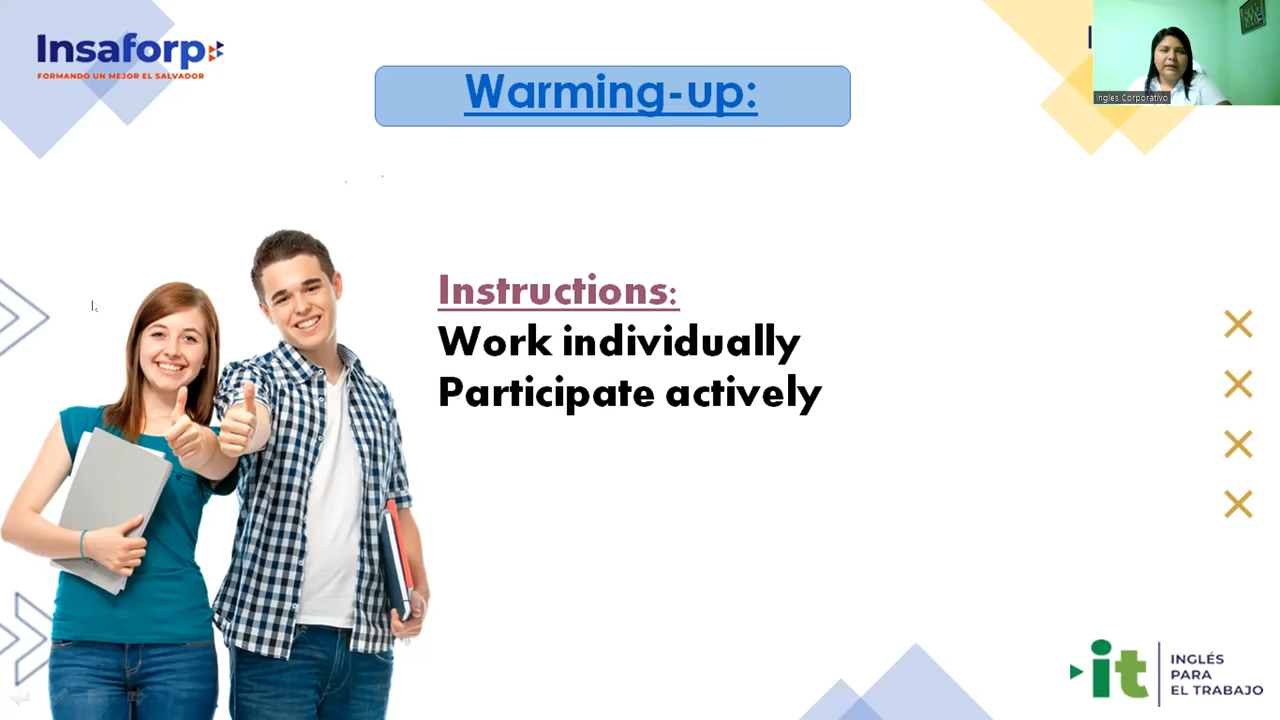 Insaforp
FORMANDO UN MEJOR EL SALVADOR
Warming-up:
Ingles Corporativo
Instructions:
Work individually
Participate actively
it
INGLÉS
PARA
EL TRABAJO